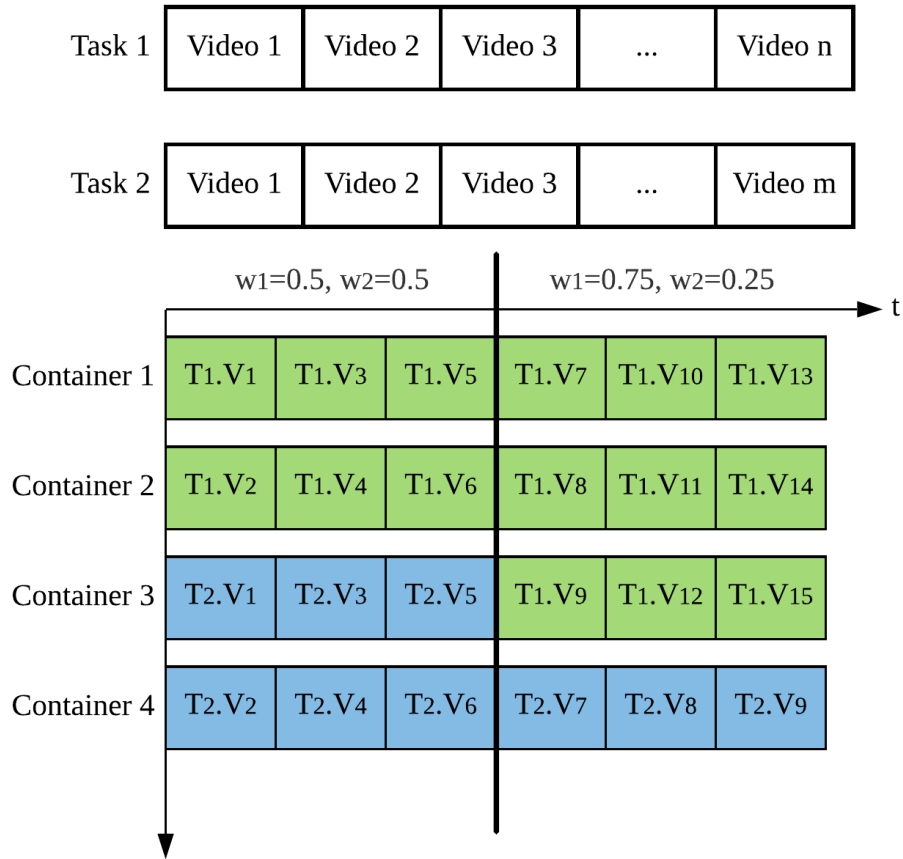 Task 1 Video 1 Video 2 Video 3 ... Video n
Task 2 Video 1 Video 2 Video 3 ... Video m
w1=0.5, w2=0.5 w1=0.75, w2=0.25
t
Container 1 T1.V1 T1.V3 T1.V5 T1.V7 T1.V10 T1.V13
Container 2 T1.V2 T1.V4 T1.V6 T1.V8 T1.V11 T1.V14
Container 3 T2.V1 T2.V3 T2.V5 T1.V9 T1.V12 T1.V15
Container 4 T2.V2 T2.V4 T2.V6 T2.V7 T2.V8 T2.V9